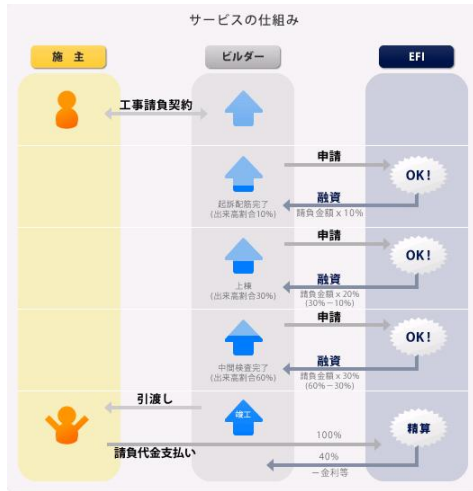 サービスの仕組み
施 主
ビルダー
EFI
工事請負契約
申請
OK!
起訴配筋完了
(出来高割合10%)
融資
請負金額 x 10%
申請
OK!
上棟
(出来高割合30%)
融資
請負金額 x 20%
(30%−10%)
申請
OK!
中間検査完了
(出来高割合60%)
融資
請負金額 x 30%
(60%−30%)
引渡し
竣工
精算
請負代金支払い
100%
40%
−金利等